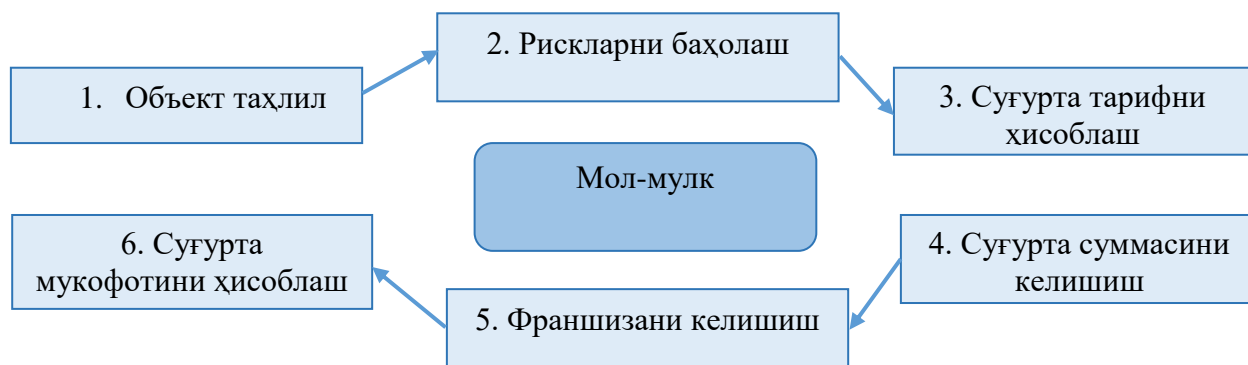 1. Объект таҳлил
2. Рискларни баҳолаш
3. Суғурта тарифни
ҳисоблаш
Мол-мулк
4. Суғурта суммасини
келишиш
5. Франшизани келишиш
6. Суғурта
мукофотини ҳисоблаш